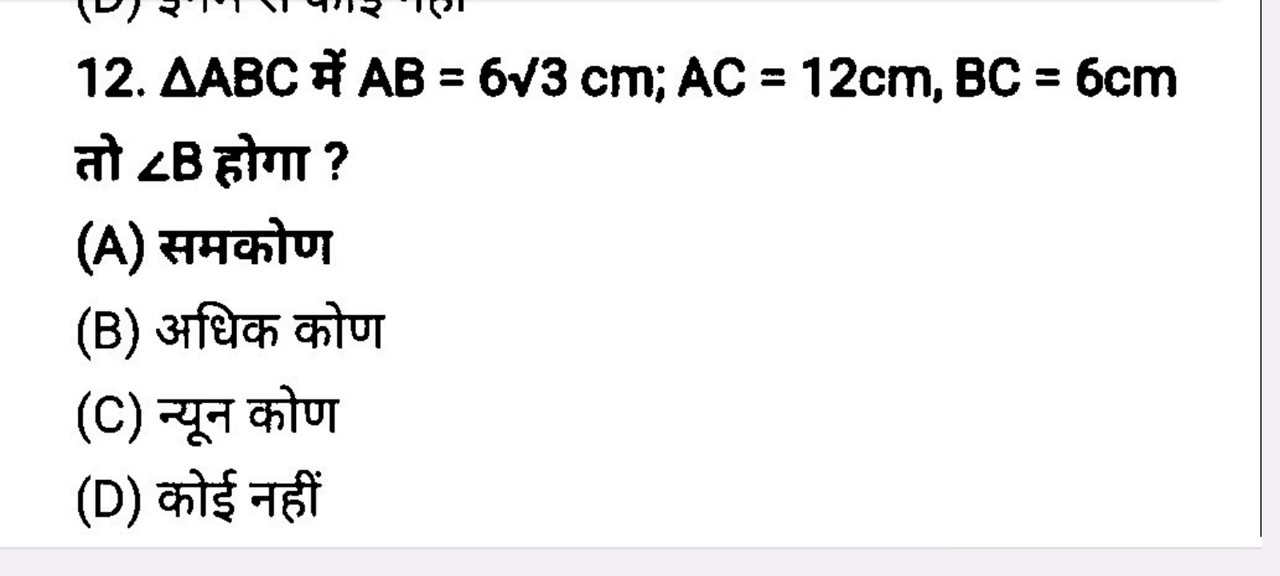 12. ΔABC में AB = 6√3 cm; AC = 12cm, BC = 6cm
तो ∠B होगा ?
(A) समकोण
(B) अधिक कोण
(C) न्यून कोण
(D) कोई नहीं